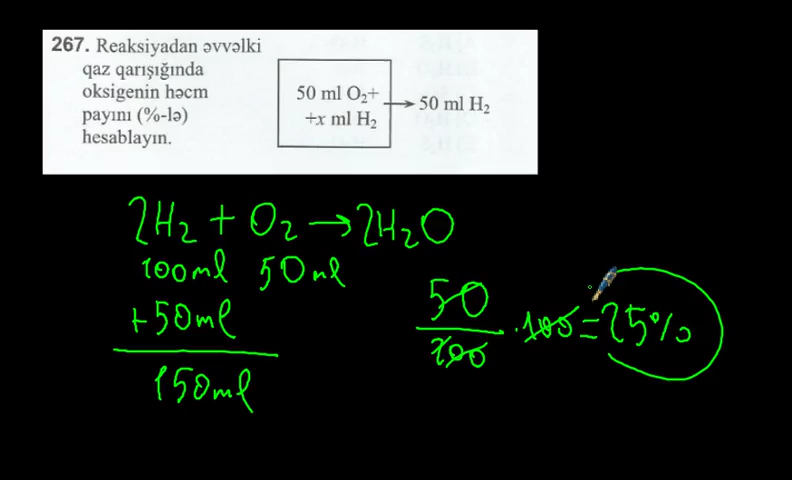 267. Reaksiyadan əvvəlki
qaz qarışığında
oksigenin həcm
payını (%-lə)
hesablayın.
50 ml O₂+
+x ml H₂
→ 50 ml H₂
2H₂ + O₂ → 2H₂O
100ml 50ml
+50ml
150ml
50
200
·100=25%